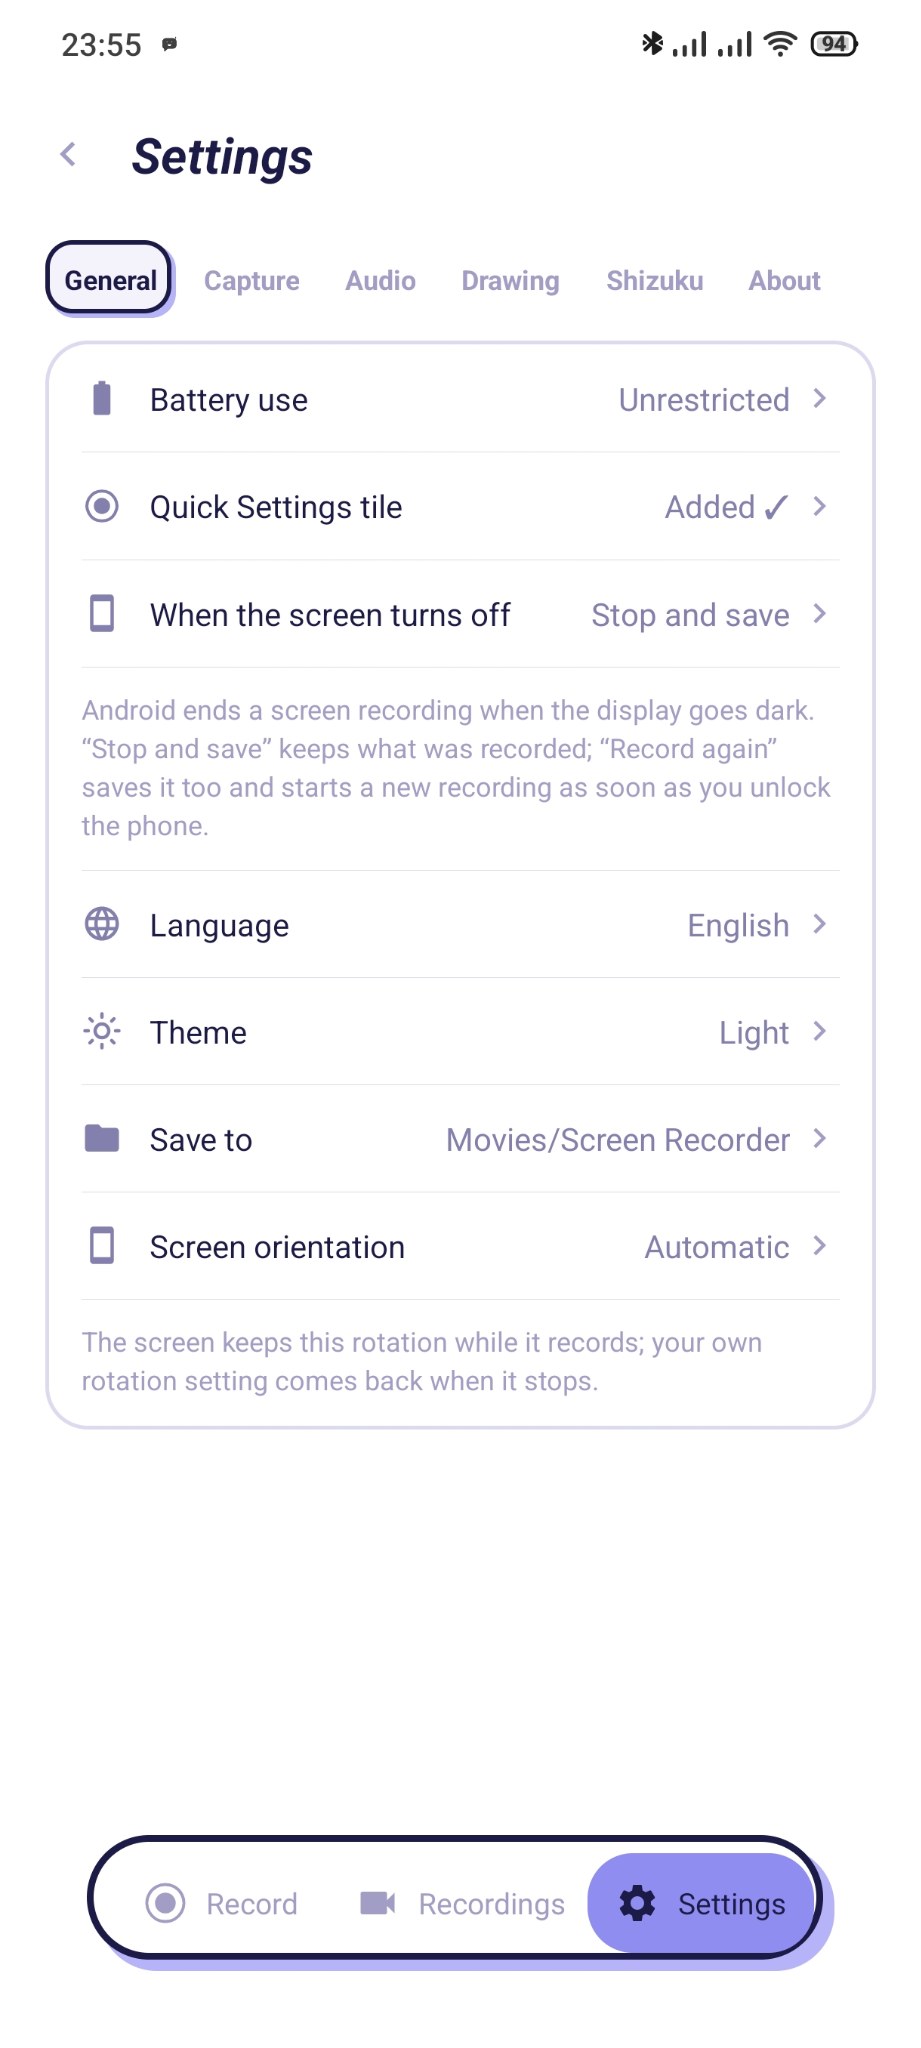 23:55
94
Settings
General Capture Audio Drawing Shizuku About
Battery use Unrestricted
Quick Settings tile Added ✓
When the screen turns off Stop and save
Android ends a screen recording when the display goes dark.
“Stop and save” keeps what was recorded; “Record again”
saves it too and starts a new recording as soon as you unlock
the phone.
Language English
Theme Light
Save to Movies/Screen Recorder
Screen orientation Automatic
The screen keeps this rotation while it records; your own
rotation setting comes back when it stops.
Record Recordings Settings